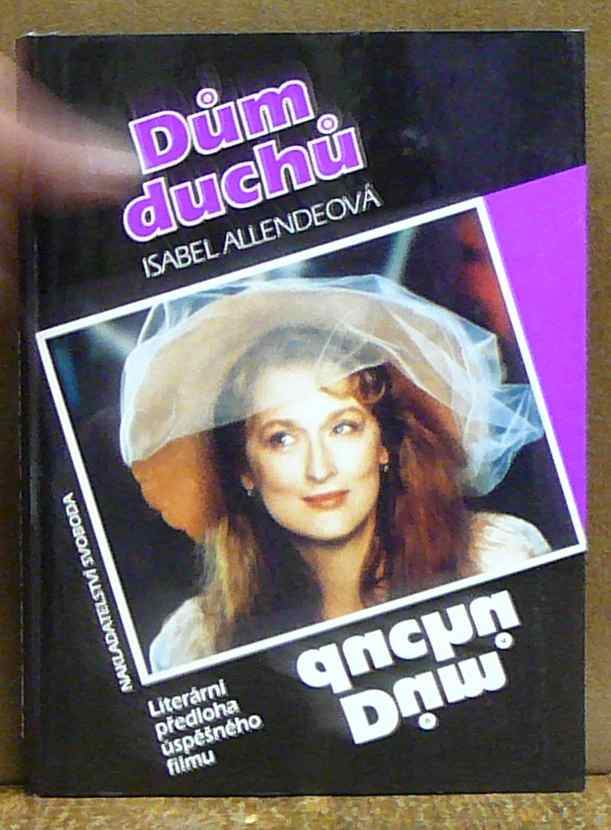 Dům
duchů
ISABEL ALLENDEOVÁ
NAKLADATELSTVÍ SVOBODA
Literární
předloha
úspěšného
filmu
Dům
duchů